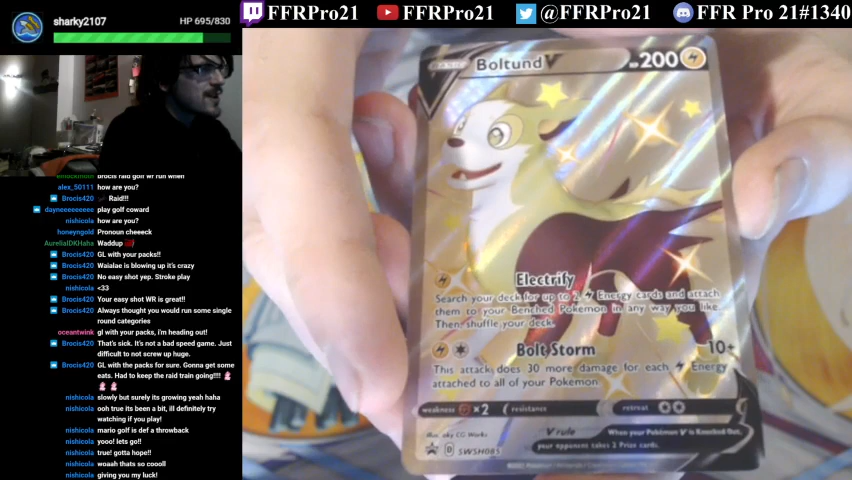 sharky2107 HP 695/830
FFRPro21 FFRPro21 @FFRPro21 FFR Pro 21#1340
brocis raid golf wr run when
alex_50111 how are you?
Brocis420 Raid!!!
dayneeeeeeeee play golf coward
nishicola how are you?
honeyngold Pronoun cheeeck
AurelialDKHaha Waddup
Brocis420 GL with your packs!!
Brocis420 Waialae is blowing up it's crazy
Brocis420 No easy shot yep. Stroke play
nishicola <33
Brocis420 Your easy shot WR is great!!
Brocis420 Always thought you would run some single
round categories
oceantwink gl with your packs, i'm heading out!
Brocis420 That's sick. It's not a bad speed game. Just
difficult to not screw up huge.
Brocis420 GL with the packs for sure. Gonna get some
eats. Had to keep the raid train going!!!!
nishicola slowly but surely its growing yeah haha
nishicola ooh true its been a bit, ill definitely try
watching if you play!
nishicola mario golf is def a throwback
nishicola yooo! lets go!!
nishicola true! gotta hope!!
nishicola woaah thats so coooll
nishicola giving you my luck!
BASIC Boltund V HP 200
Electrify
Search your deck for up to 2 Energy cards and attach
them to your Benched Pokémon in any way you like.
Then, shuffle your deck.
Bolt Storm 10+
This attack does 30 more damage for each Energy
attached to all of your Pokémon.
weakness ×2 resistance retreat
V rule When your Pokémon V is Knocked Out,
your opponent takes 2 Prize cards.
Illus. aky CG Works
D SWSH085